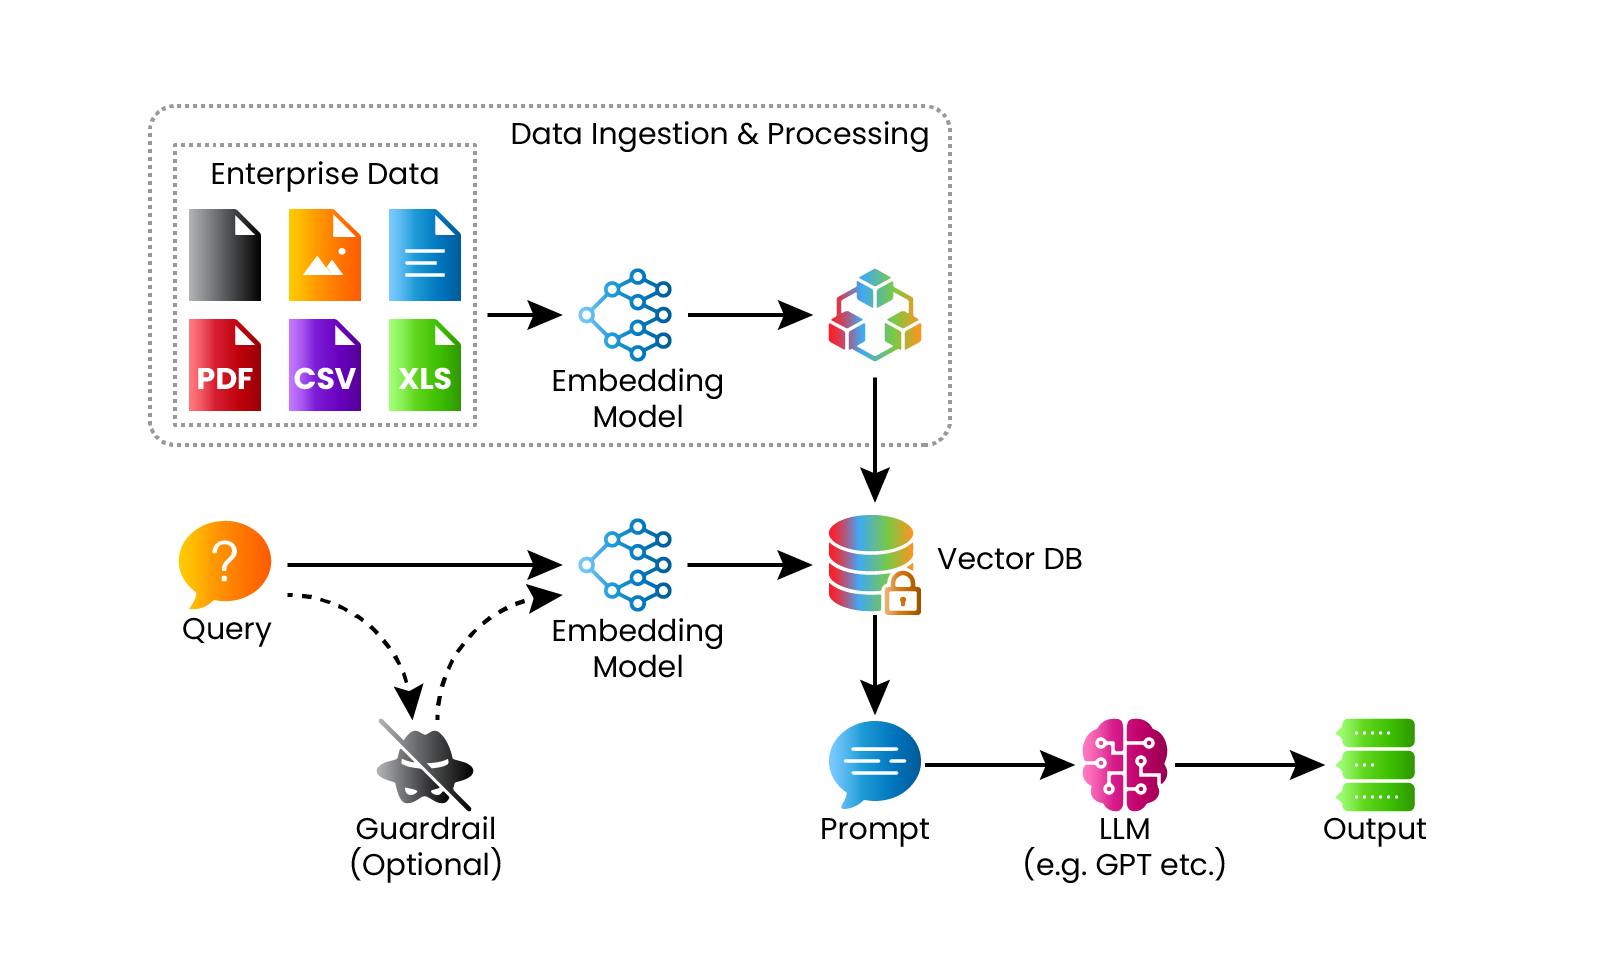 Data Ingestion & Processing
Enterprise Data
PDF
CSV
XLS
Embedding
Model
?
Query
Embedding
Model
Vector DB
Guardrail
(Optional)
Prompt
LLM
(e.g. GPT etc.)
Output